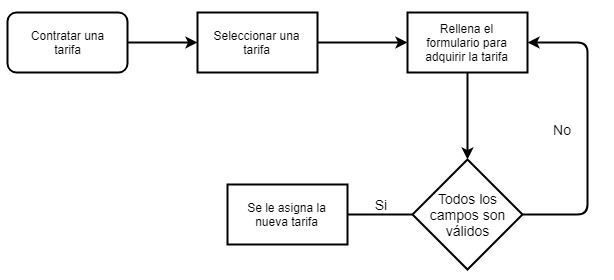 Contratar una
tarifa
Seleccionar una
tarifa
Rellena el
formulario para
adquirir la tarifa
No
Todos los
campos son
válidos
Si
Se le asigna la
nueva tarifa